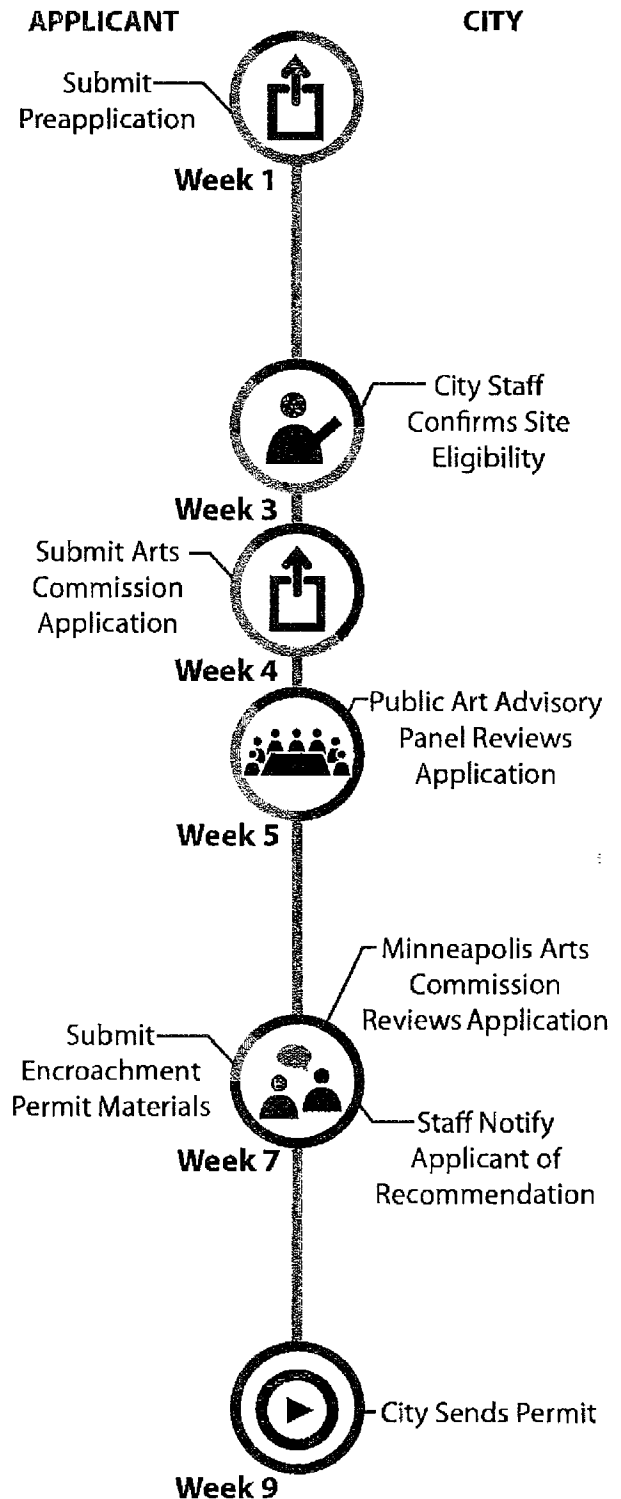 APPLICANT
CITY
Submit
Preapplication
Week 1
City Staff
Confirms Site
Eligibility
Week 3
Submit Arts
Commission
Application
Week 4
Public Art Advisory
Panel Reviews
Application
Week 5
Minneapolis Arts
Commission
Reviews Application
Submit
Encroachment
Permit Materials
Staff Notify
Applicant of
Recommendation
Week 7
City Sends Permit
Week 9